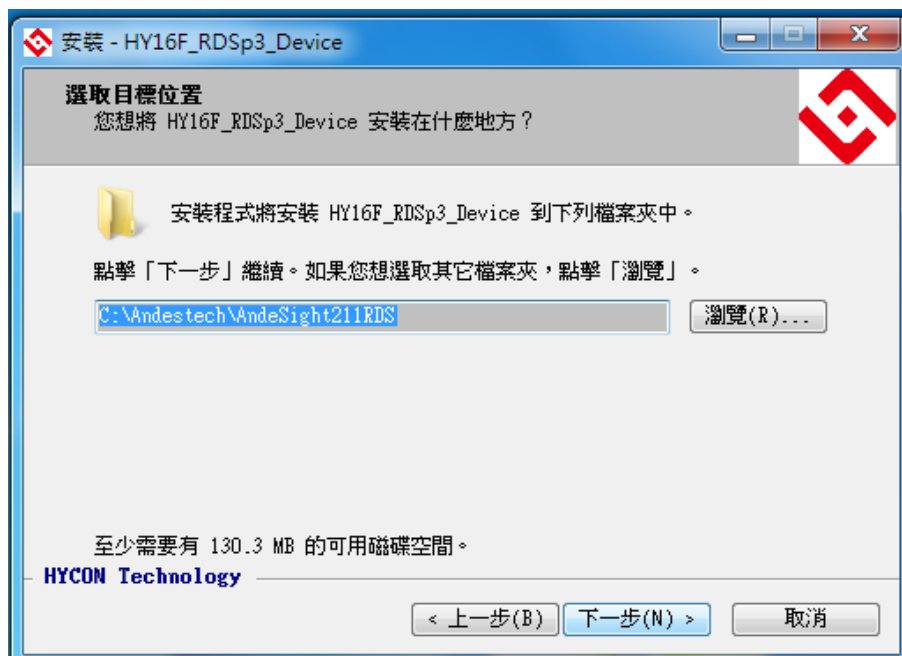 安裝 - HY16F_RDSp3_Device
選取目標位置
您想將 HY16F_RDSp3_Device 安裝在什麼地方？
安裝程式將安裝 HY16F_RDSp3_Device 到下列檔案夾中。
點擊「下一步」繼續。如果您想選取其它檔案夾，點擊「瀏覽」。
C:\Andestech\AndeSight211RDS
瀏覽(R)...
至少需要有 130.3 MB 的可用磁碟空間。
HYCON Technology
< 上一步(B) 下一步(N) > 取消